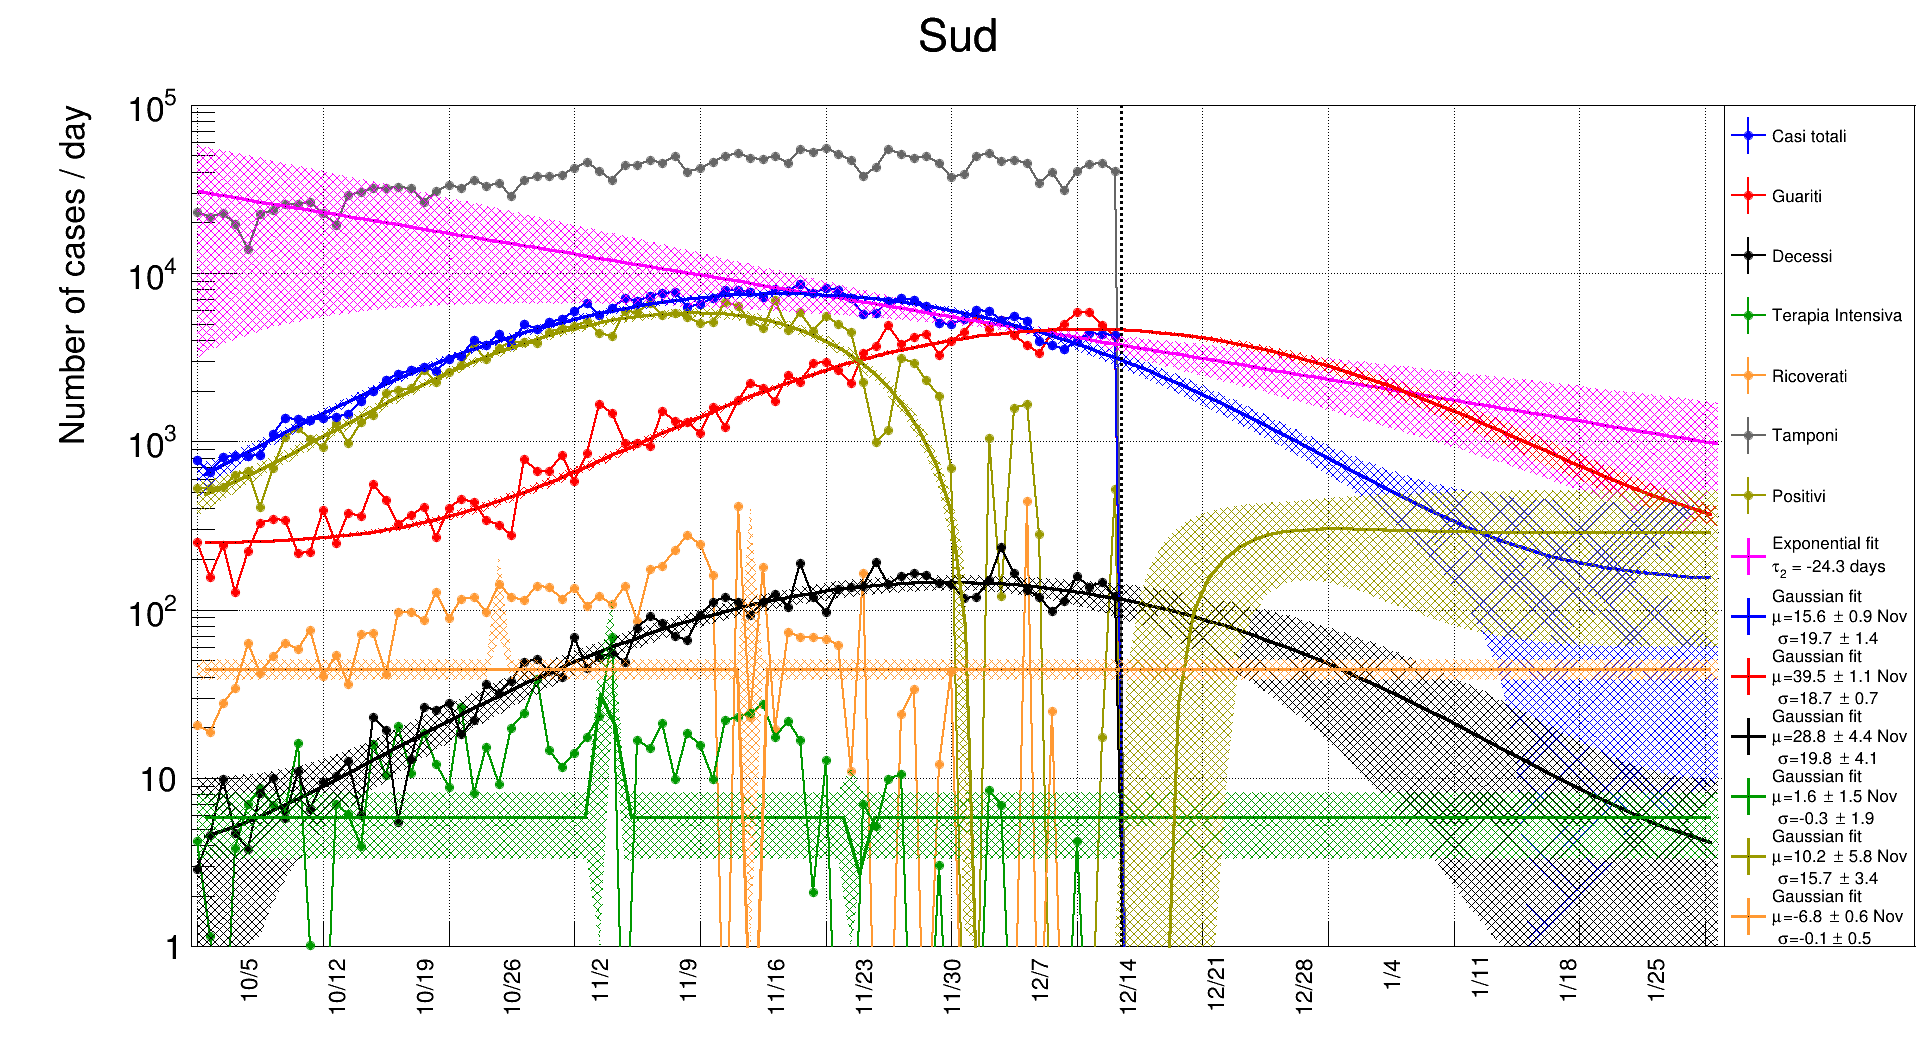 Sud
Number of cases / day
10^5
10^4
10^3
10^2
10
1
10/5
10/12
10/19
10/26
11/2
11/9
11/16
11/23
11/30
12/7
12/14
12/21
12/28
1/4
1/11
1/18
1/25
Casi totali
Guariti
Decessi
Terapia Intensiva
Ricoverati
Tamponi
Positivi
Exponential fit
τ_2 = -24.3 days
Gaussian fit
μ=15.6 ± 0.9 Nov
σ=19.7 ± 1.4
Gaussian fit
μ=39.5 ± 1.1 Nov
σ=18.7 ± 0.7
Gaussian fit
μ=28.8 ± 4.4 Nov
σ=19.8 ± 4.1
Gaussian fit
μ=1.6 ± 1.5 Nov
σ=-0.3 ± 1.9
Gaussian fit
μ=10.2 ± 5.8 Nov
σ=15.7 ± 3.4
Gaussian fit
μ=-6.8 ± 0.6 Nov
σ=-0.1 ± 0.5